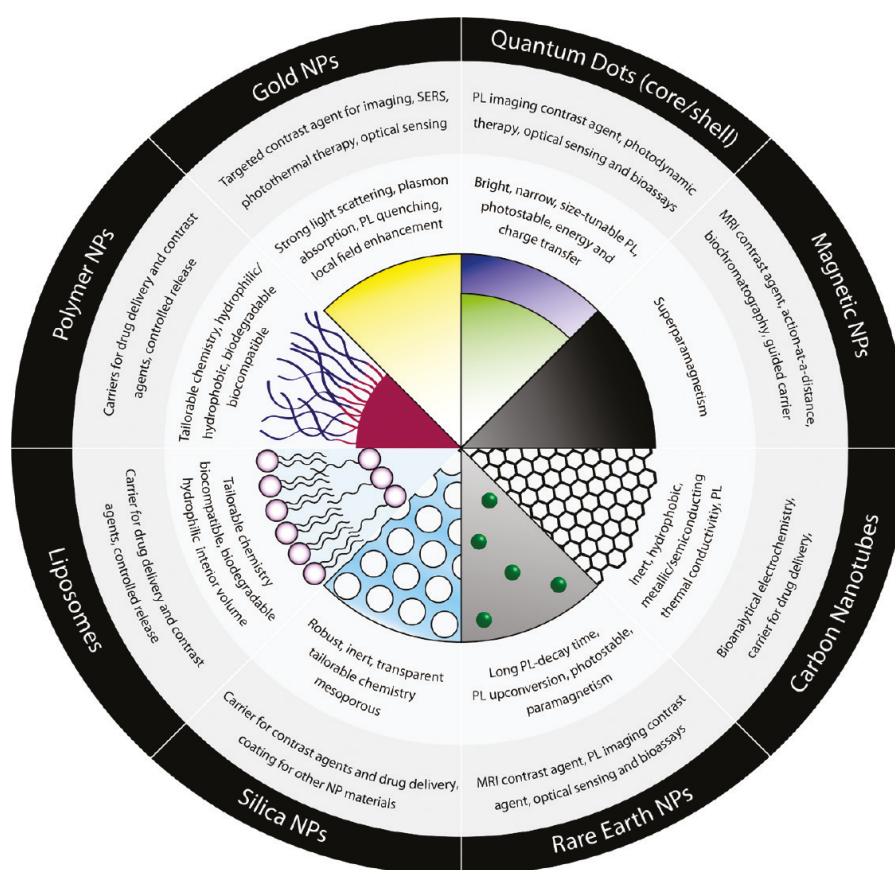 Gold NPs
Targeted contrast agent for imaging, SERS,
photothermal therapy, optical sensing
Strong light scattering, plasmon
absorption, PL quenching,
local field enhancement
Quantum Dots (core/shell)
PL imaging contrast agent, photodynamic
therapy, optical sensing and bioassays
Bright, narrow, size-tunable PL,
photostable, energy and
charge transfer
Magnetic NPs
MRI contrast agent, action-at-a-distance,
biochromatography, guided carrier
Superparamagnetism
Carbon Nanotubes
Bioanalytical electrochemistry,
carrier for drug delivery,
Inert, hydrophobic,
metallic/semiconducting
thermal conductivitiy, PL
Rare Earth NPs
MRI contrast agent, PL imaging contrast
agent, optical sensing and bioassays
Long PL-decay time,
PL upconversion, photostable,
paramagnetism
Silica NPs
Carrier for contrast agents and drug delivery,
coating for other NP materials
Robust, inert, transparent
tailorable chemistry
mesoporous
Liposomes
Carrier for drug delivery and contrast
agents, controlled release
Tailorable chemistry
biocompatible, biodegradable
hydrophillic interior volume
Polymer NPs
Carriers for drug delivery and contrast
agents, controlled release
Tailorable chemistry, hydrophilic/
hydrophobic, biodegradable
biocompatible